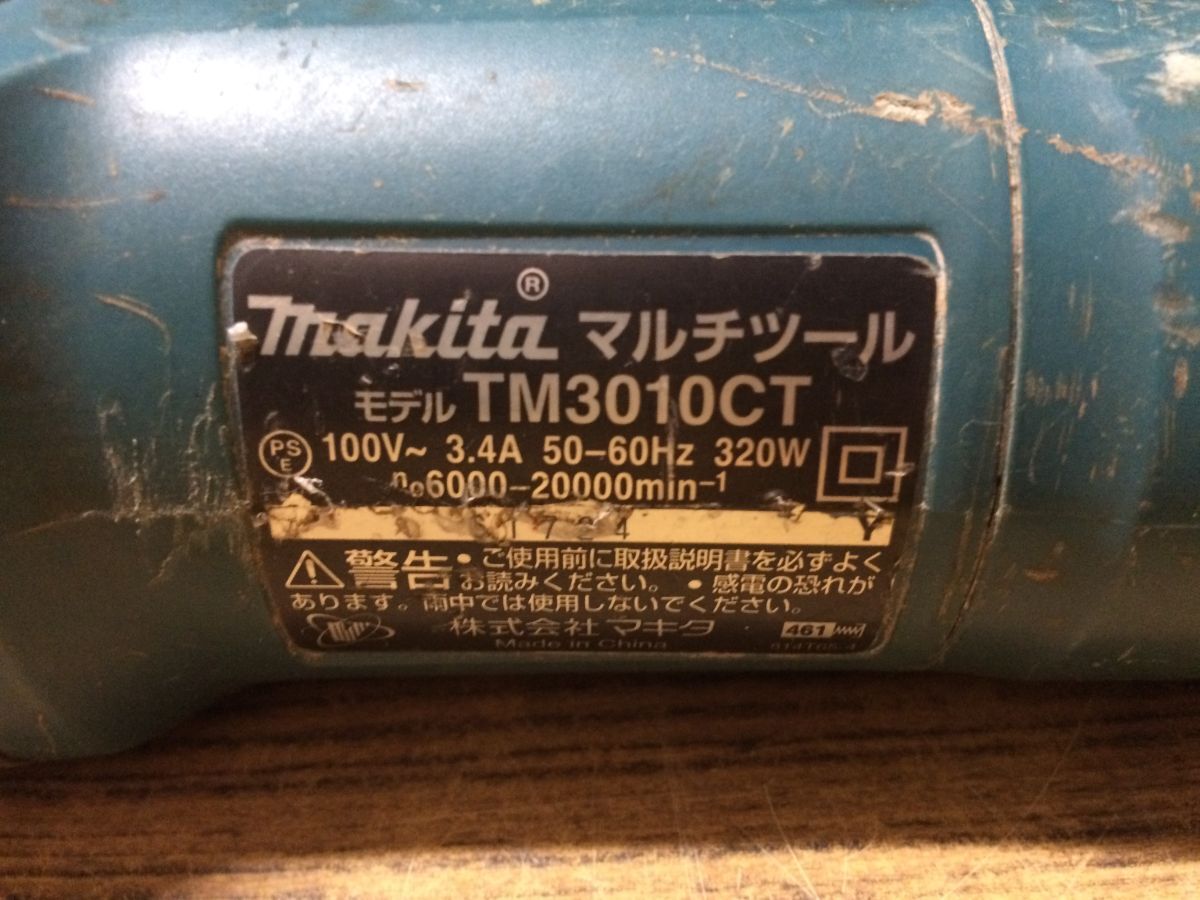 makita® マルチツール
モデル TM3010CT
PS E 100V~ 3.4A 50-60Hz 320W
n₀6000-20000min⁻¹
Y
警告・ご使用前に取扱説明書を必ずよく
お読みください。・感電の恐れが
あります。雨中では使用しないでください。
株式会社マキタ 461
Made in China